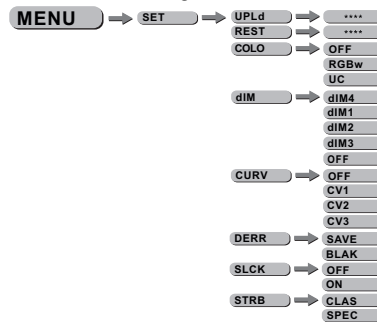 MENU SET UPLd ****
REST ****
COLO OFF
RGBw
UC
dIM dIM4
dIM1
dIM2
dIM3
OFF
CURV OFF
CV1
CV2
CV3
DERR SAVE
BLAK
SLCK OFF
ON
STRB CLAS
SPEC